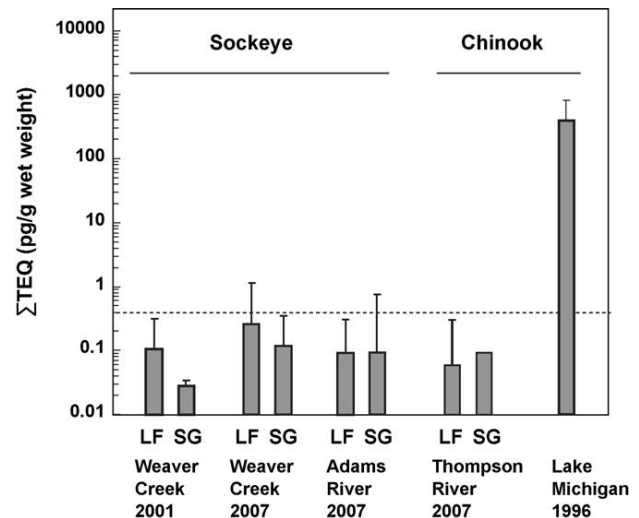 Sockeye Chinook
∑TEQ (pg/g wet weight)
10000
1000
100
10
1
0.1
0.01
LF SG LF SG LF SG LF SG
Weaver Creek 2001
Weaver Creek 2007
Adams River 2007
Thompson River 2007
Lake Michigan 1996